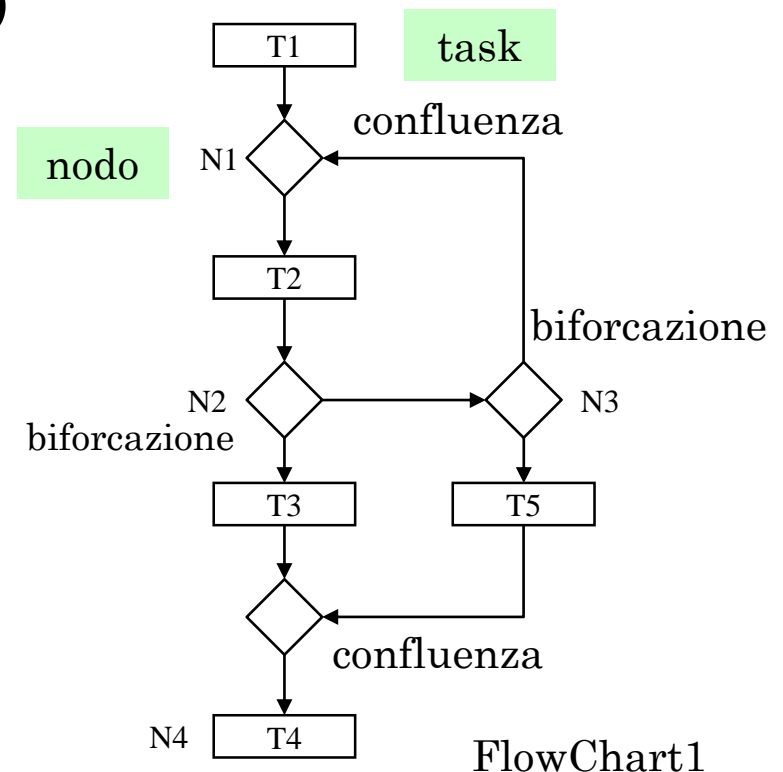 T1
task
confluenza
nodo
N1
T2
biforcazione
N2
N3
biforcazione
T3
T5
confluenza
N4
T4
FlowChart1